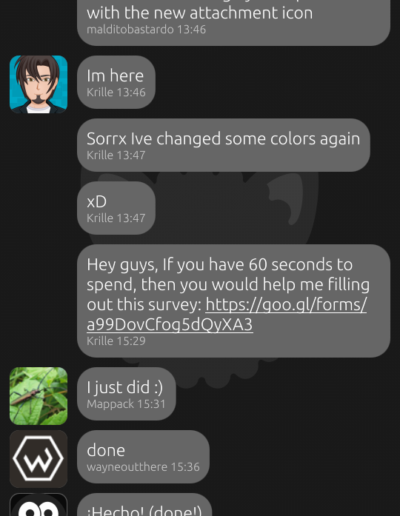 with the new attachment icon
malditobastardo 13:46
Im here
Krille 13:46
Sorrx Ive changed some colors again
Krille 13:47
xD
Krille 13:47
Hey guys, If you have 60 seconds to
spend, then you would help me filling
out this survey: https://goo.gl/forms/
a99DovCfog5dQyXA3
Krille 15:29
I just did :)
Mappack 15:31
done
wayneoutthere 15:36
¡Hecho! (done!)